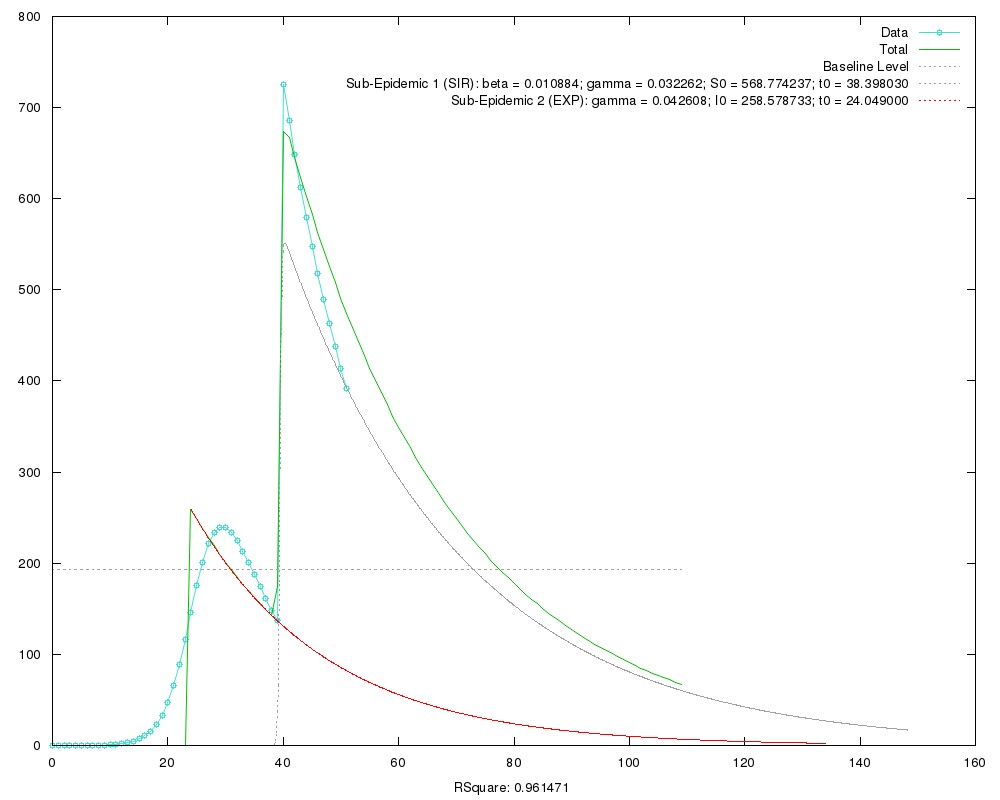 800
700
600
500
400
300
200
100
0
Data
Total
Baseline Level
Sub-Epidemic 1 (SIR): beta = 0.010884; gamma = 0.032262; S0 = 568.774237; t0 = 38.398030
Sub-Epidemic 2 (EXP): gamma = 0.042608; I0 = 258.578733; t0 = 24.049000
0 20 40 60 80 100 120 140 160
RSquare: 0.961471